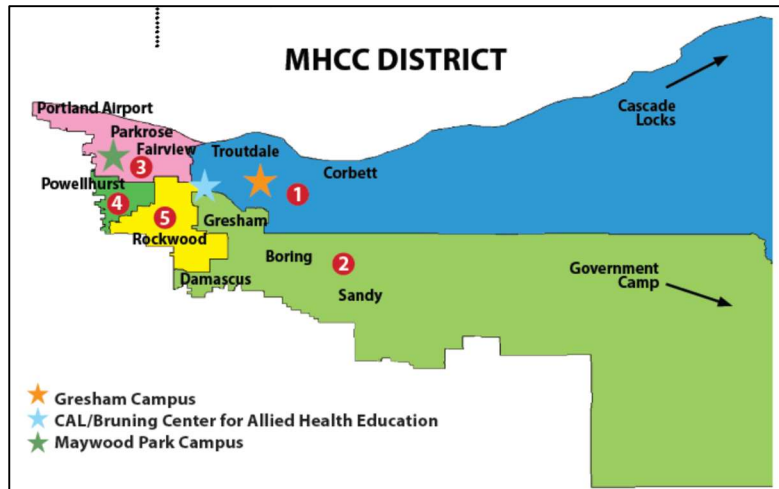 MHCC DISTRICT
Portland Airport
Parkrose
Fairview
3
Troutdale
Corbett
Cascade
Locks
Powellhurst
4
1
5
Gresham
Rockwood
Boring
2
Damascus
Sandy
Government
Camp
Gresham Campus
CAL/Bruning Center for Allied Health Education
Maywood Park Campus